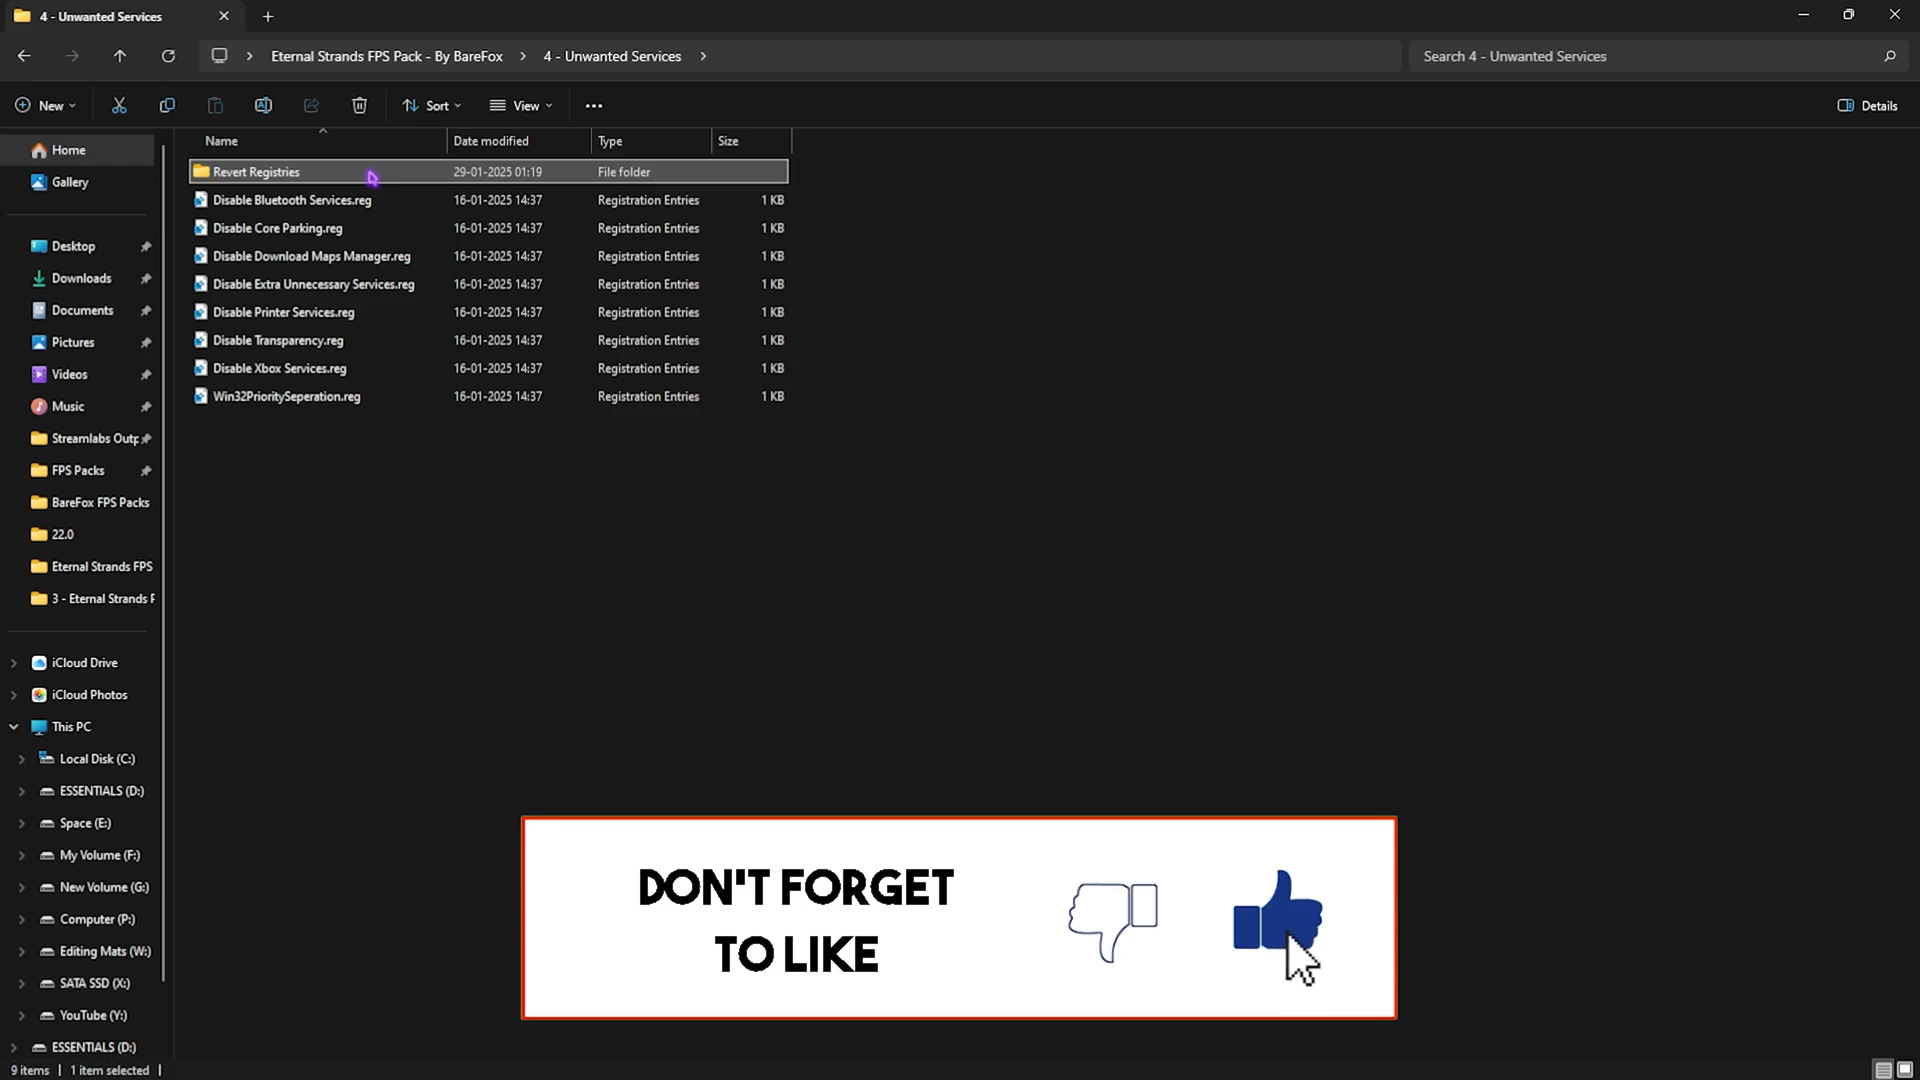 4 - Unwanted Services
Eternal Strands FPS Pack - By BareFox
4 - Unwanted Services
Search 4 - Unwanted Services
New
Sort
View
Details
Name
Date modified
Type
Size
Revert Registries 29-01-2025 01:19 File folder
Disable Bluetooth Services.reg 16-01-2025 14:37 Registration Entries 1 KB
Disable Core Parking.reg 16-01-2025 14:37 Registration Entries 1 KB
Disable Download Maps Manager.reg 16-01-2025 14:37 Registration Entries 1 KB
Disable Extra Unnecessary Services.reg 16-01-2025 14:37 Registration Entries 1 KB
Disable Printer Services.reg 16-01-2025 14:37 Registration Entries 1 KB
Disable Transparency.reg 16-01-2025 14:37 Registration Entries 1 KB
Disable Xbox Services.reg 16-01-2025 14:37 Registration Entries 1 KB
Win32PrioritySeperation.reg 16-01-2025 14:37 Registration Entries 1 KB
Home
Gallery
Desktop
Downloads
Documents
Pictures
Videos
Music
Streamlabs Outp
FPS Packs
BareFox FPS Packs
22.0
Eternal Strands FPS
3 - Eternal Strands F
iCloud Drive
iCloud Photos
This PC
Local Disk (C:)
ESSENTIALS (D:)
Space (E:)
My Volume (F:)
New Volume (G:)
Computer (P:)
Editing Mats (W:)
SATA SSD (X:)
YouTube (Y:)
ESSENTIALS (D:)
9 items
1 item selected
DON'T FORGET
TO LIKE